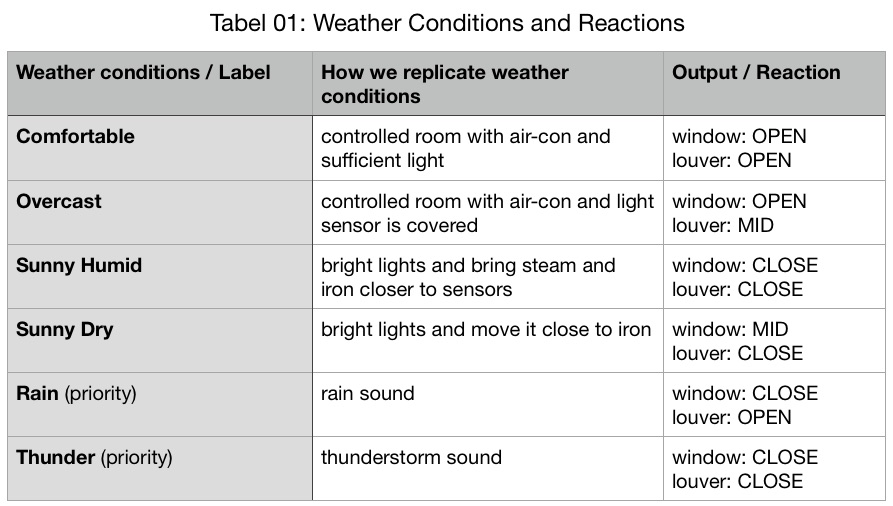 Tabel 01: Weather Conditions and Reactions
Weather conditions / Label
How we replicate weather
conditions
Output / Reaction
Comfortable
controlled room with air-con and
sufficient light
window: OPEN
louver: OPEN
Overcast
controlled room with air-con and light
sensor is covered
window: OPEN
louver: MID
Sunny Humid
bright lights and bring steam and
iron closer to sensors
window: CLOSE
louver: CLOSE
Sunny Dry
bright lights and move it close to iron
window: MID
louver: CLOSE
Rain (priority)
rain sound
window: CLOSE
louver: OPEN
Thunder (priority)
thunderstorm sound
window: CLOSE
louver: CLOSE